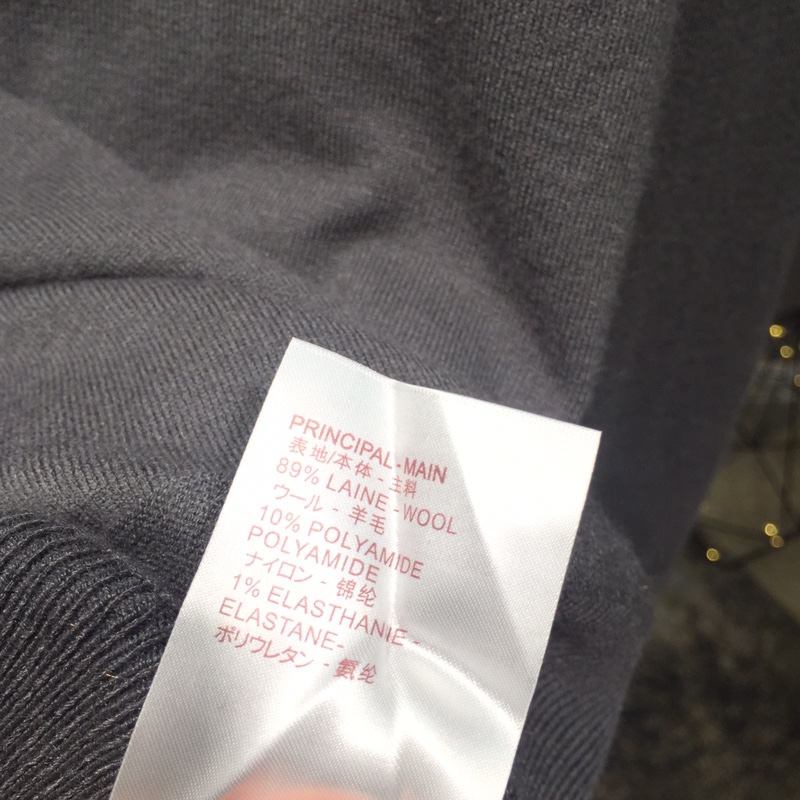 PRINCIPAL-MAIN
表地/本体 - 主料
89% LAINE-WOOL
ウール - 羊毛
10% POLYAMIDE
POLYAMIDE
ナイロン - 锦纶
1% ELASTHANNE -
ELASTANE-
ポリウレタン - 氨纶